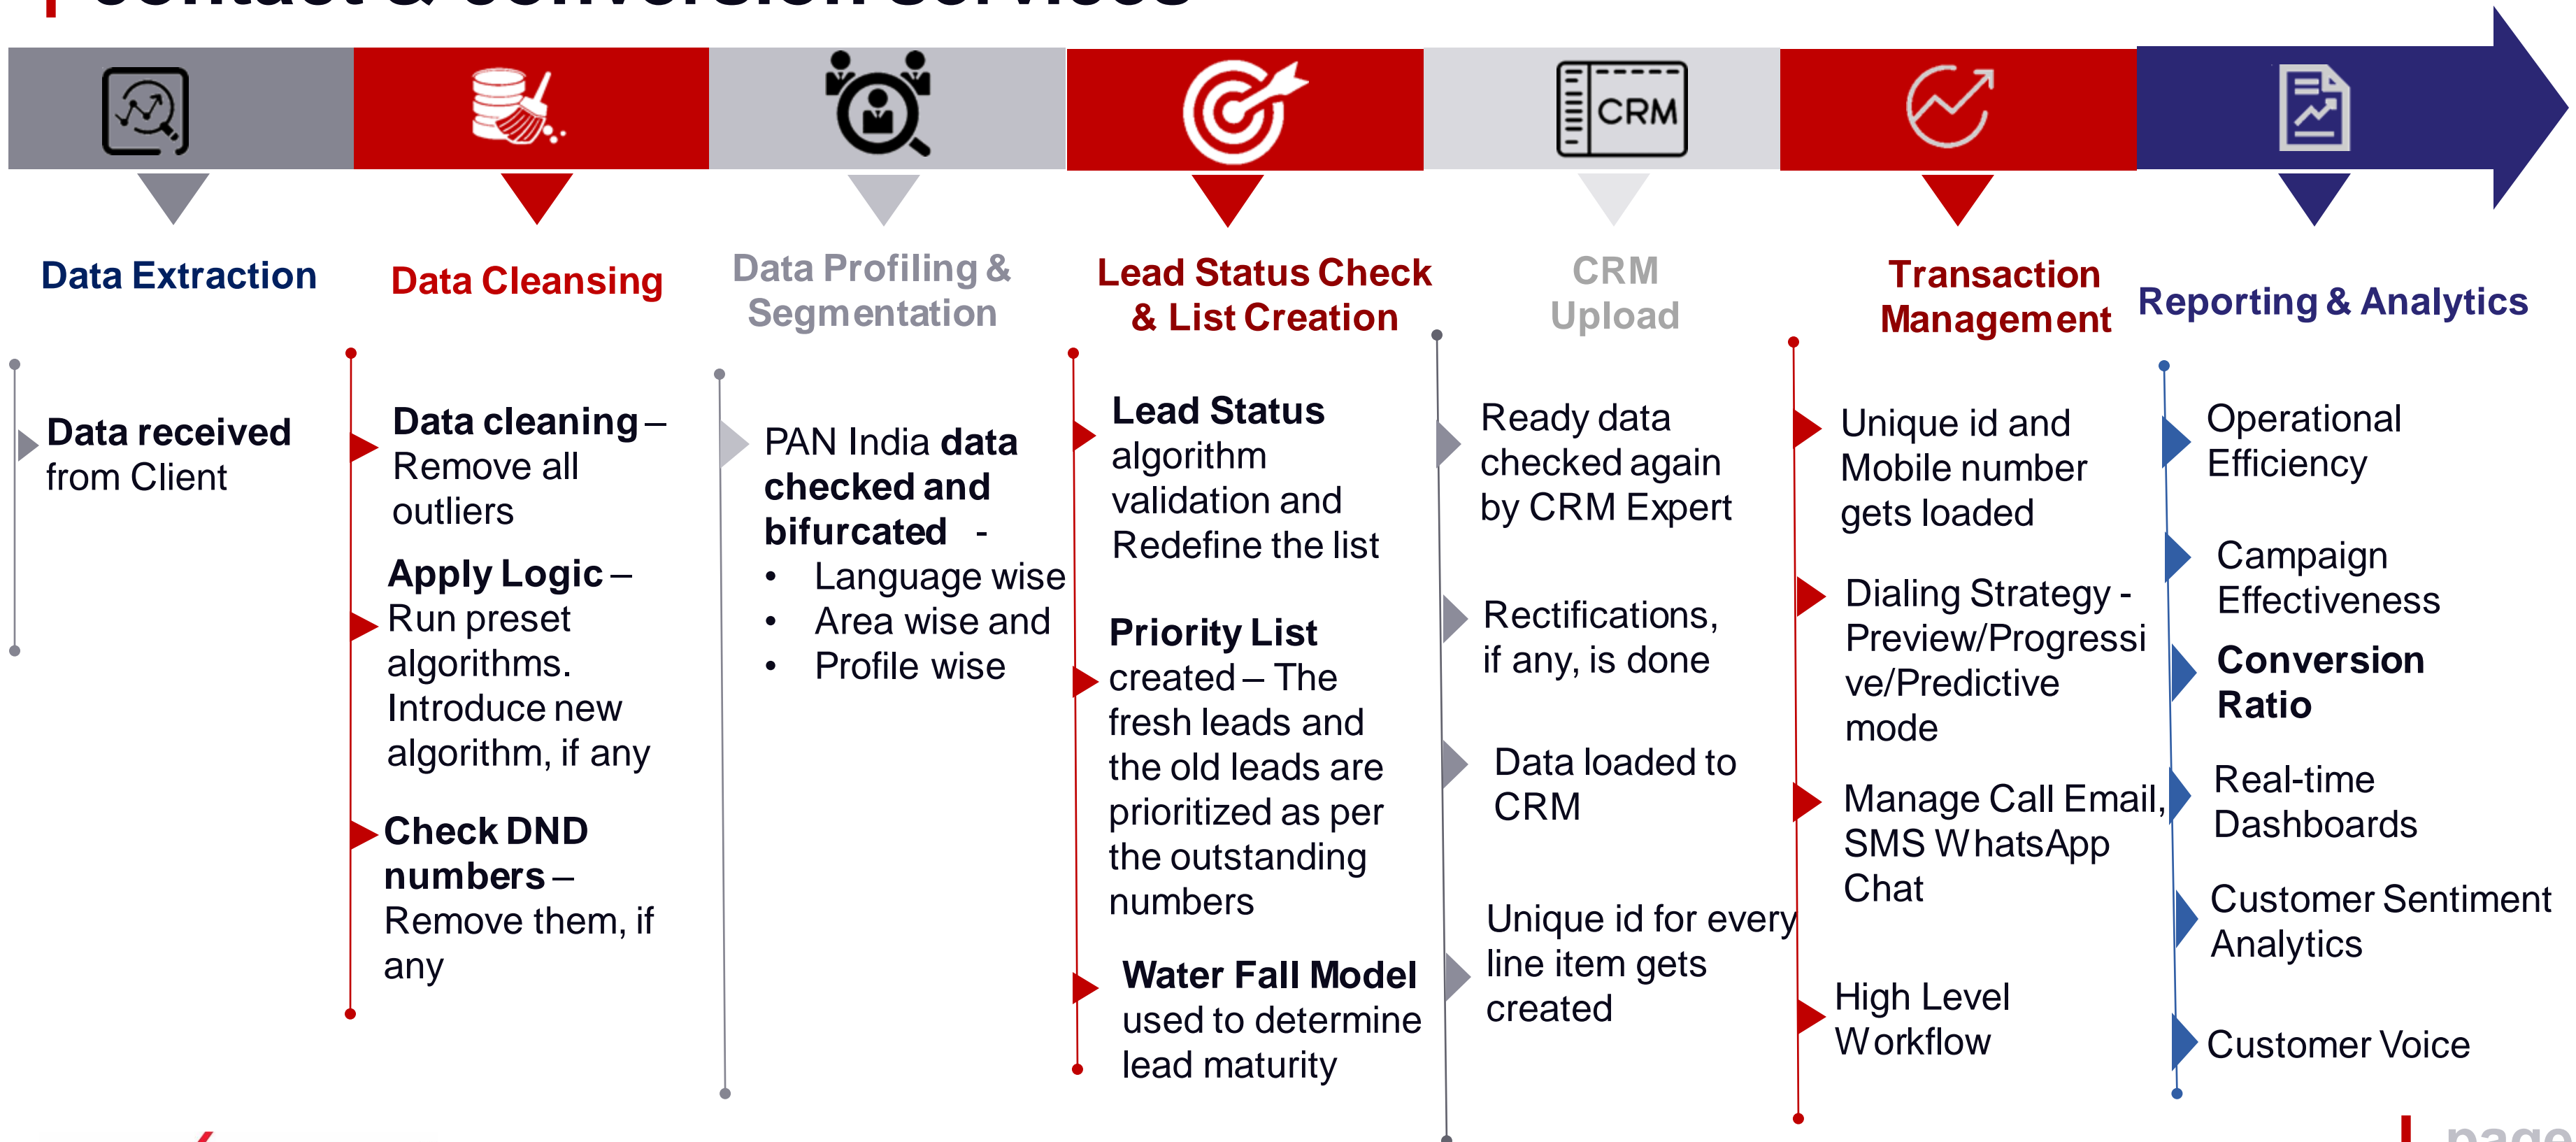 contact & conversion services
CRM
Data Extraction
Data received
from Client
Data Cleansing
Data cleaning –
Remove all
outliers
Apply Logic –
Run preset
algorithms.
Introduce new
algorithm, if any
Check DND
numbers –
Remove them, if
any
Data Profiling &
Segmentation
PAN India data
checked and
bifurcated -
• Language wise
• Area wise and
• Profile wise
Lead Status Check
& List Creation
Lead Status
algorithm
validation and
Redefine the list
Priority List
created – The
fresh leads and
the old leads are
prioritized as per
the outstanding
numbers
Water Fall Model
used to determine
lead maturity
CRM
Upload
Ready data
checked again
by CRM Expert
Rectifications,
if any, is done
Data loaded to
CRM
Unique id for every
line item gets
created
Transaction
Management
Unique id and
Mobile number
gets loaded
Dialing Strategy -
Preview/Progressi
ve/Predictive
mode
Manage Call Email,
SMS WhatsApp
Chat
High Level
Workflow
Reporting & Analytics
Operational
Efficiency
Campaign
Effectiveness
Conversion
Ratio
Real-time
Dashboards
Customer Sentiment
Analytics
Customer Voice
page